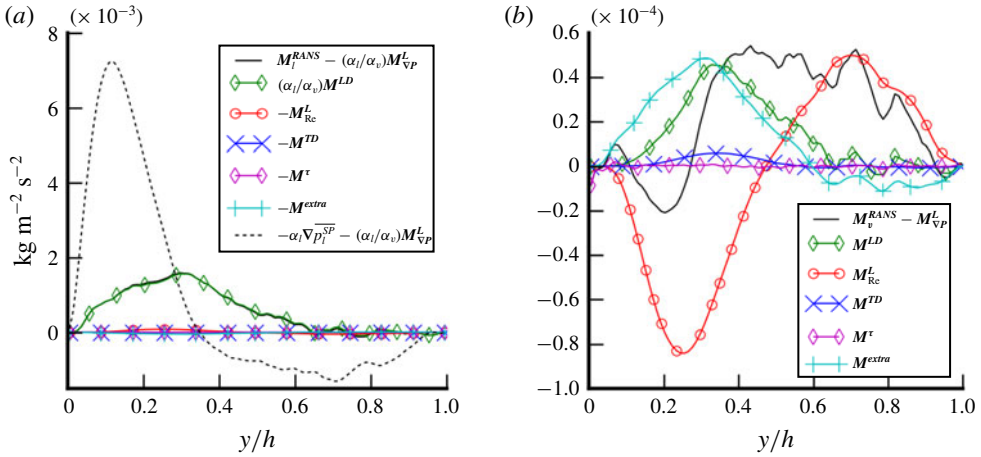 (a) (× 10⁻³)
8
6
4
2
0
kg m⁻² s⁻²
M_l^RANS − (α_l/α_v)M_∇P^L
(α_l/α_v)M^LD
−M_Re^L
−M^TD
−M^τ
−M^extra
−α_l∇p̅_l^SP − (α_l/α_v)M_∇P^L
0 0.2 0.4 0.6 0.8 1.0
y/h
(b) (× 10⁻⁴)
0.6
0.4
0.2
0
−0.2
−0.4
−0.6
−0.8
−1.0
M_v^RANS − M_∇P^L
M^LD
M_Re^L
M^TD
M^τ
M^extra
0 0.2 0.4 0.6 0.8 1.0
y/h